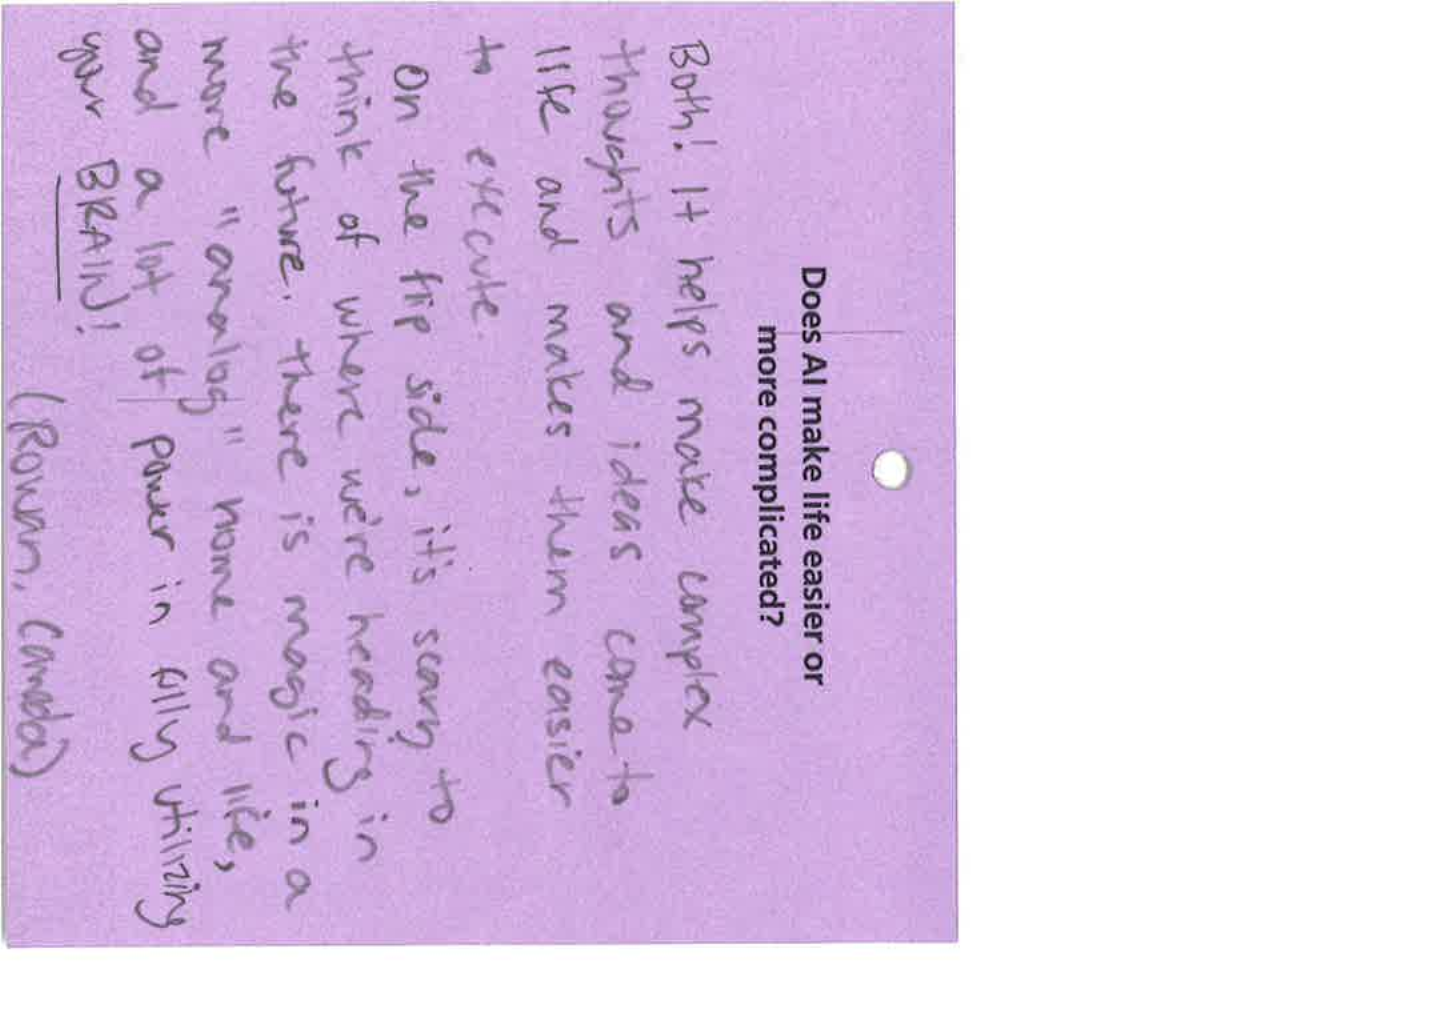 Does AI make life easier or
more complicated?
Both! It helps make complex
thoughts and ideas come to
life and makes them easier
to execute.
On the flip side, it's scary to
think of where we're heading in
the future. there is magic in a
more "analog" home and life,
and a lot of power in fully utilizing
your BRAIN!
(Rowan, Canada)